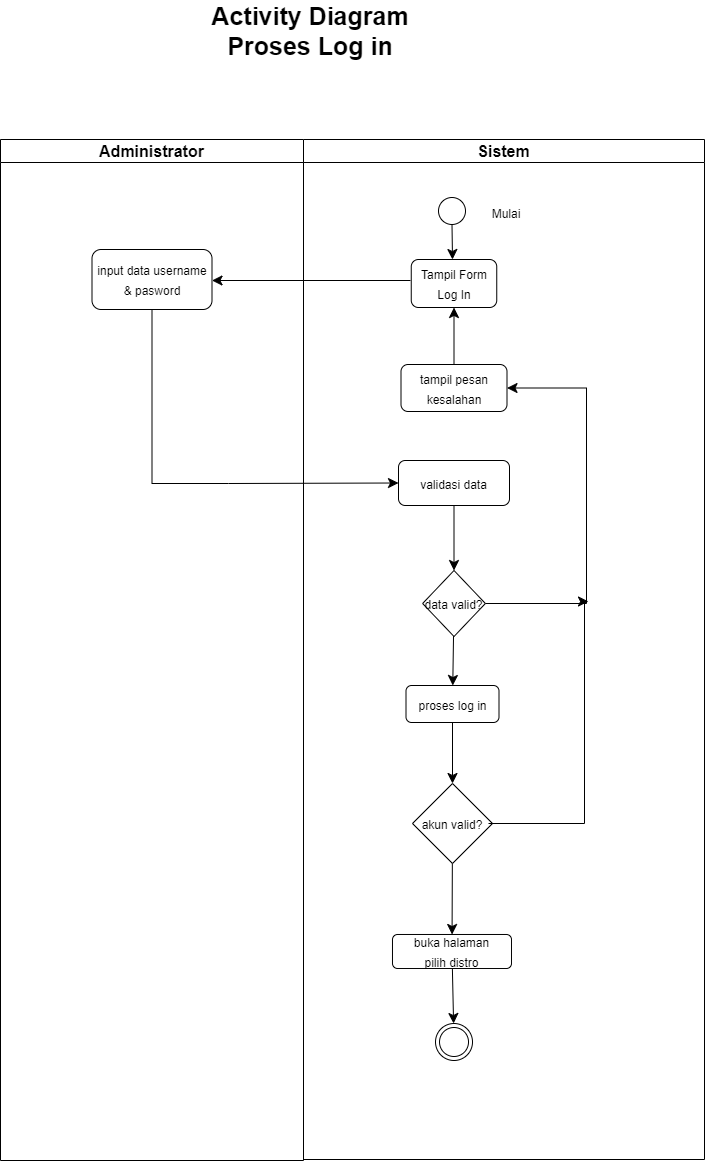 Activity Diagram
Proses Log in
Administrator
Sistem
Mulai
input data username
& pasword
Tampil Form
Log In
tampil pesan
kesalahan
validasi data
data valid?
proses log in
akun valid?
buka halaman
pilih distro